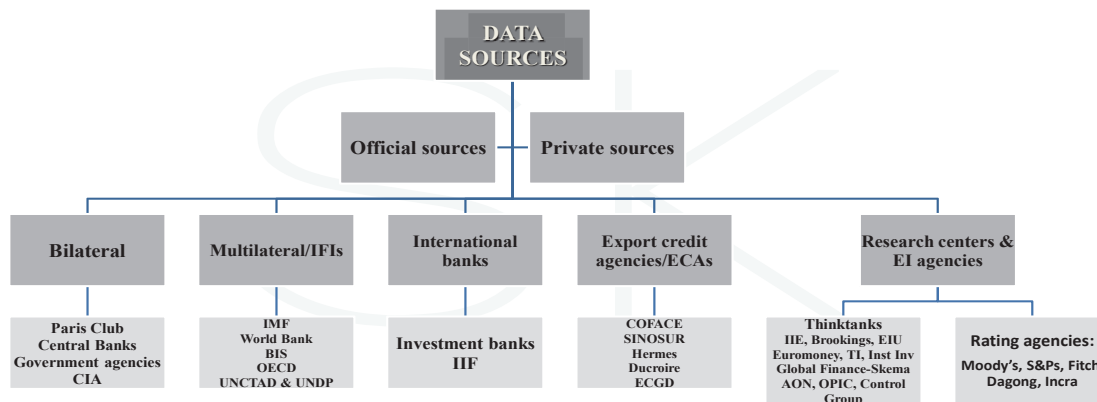 DATA
SOURCES
Official sources
Private sources
Bilateral
Multilateral/IFIs
International
banks
Export credit
agencies/ECAs
Research centers &
EI agencies
Paris Club
Central Banks
Government agencies
CIA
IMF
World Bank
BIS
OECD
UNCTAD & UNDP
Investment banks
IIF
COFACE
SINOSUR
Hermes
Ducroire
ECGD
Thinktanks
IIE, Brookings, EIU
Euromoney, TI, Inst Inv
Global Finance-Skema
AON, OPIC, Control
Group
Rating agencies:
Moody's, S&Ps, Fitch
Dagong, Incra
SK